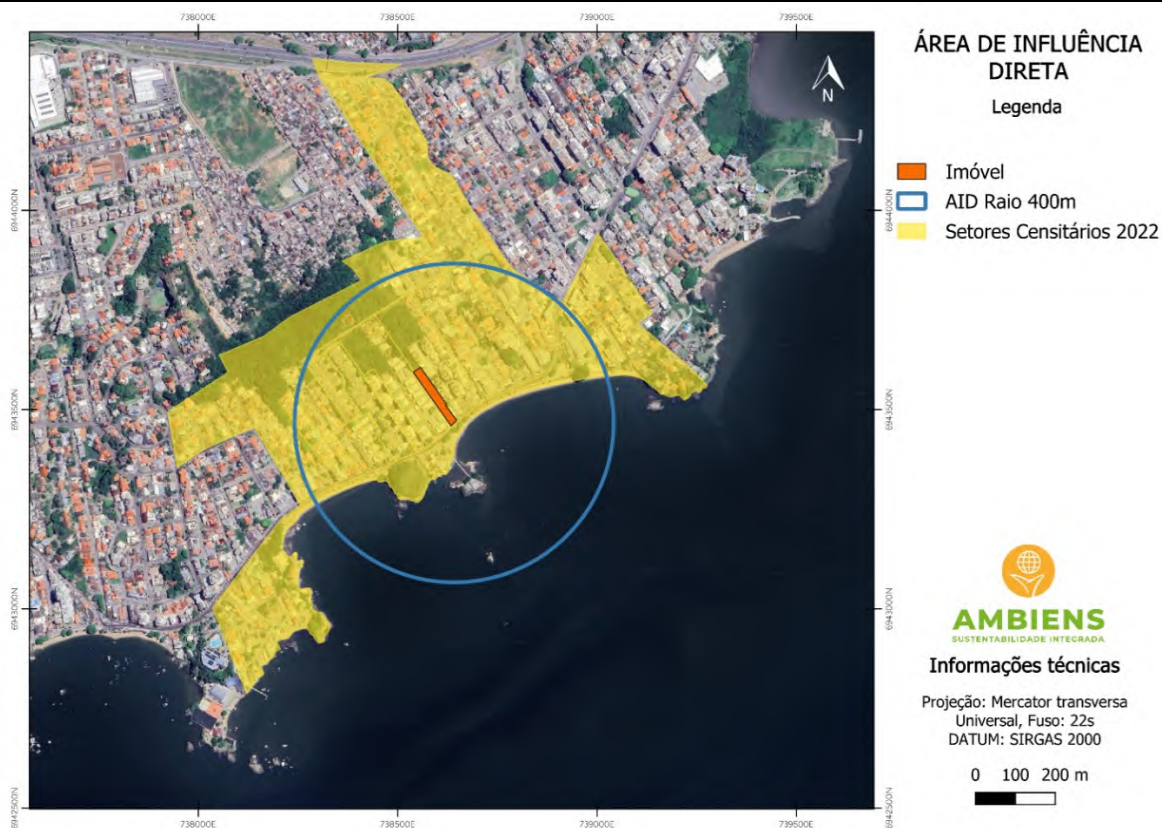 738000E
738500E
739000E
739500E
6944000N
6943500N
6943000N
6942500N
N
6944000N
6943500N
6943000N
6942500N
738000E
738500E
739000E
739500E
ÁREA DE INFLUÊNCIA
DIRETA
Legenda
Imóvel
AID Raio 400m
Setores Censitários 2022
AMBIENS
SUSTENTABILIDADE INTEGRADA
Informações técnicas
Projeção: Mercator transversa
Universal, Fuso: 22s
DATUM: SIRGAS 2000
0 100 200 m